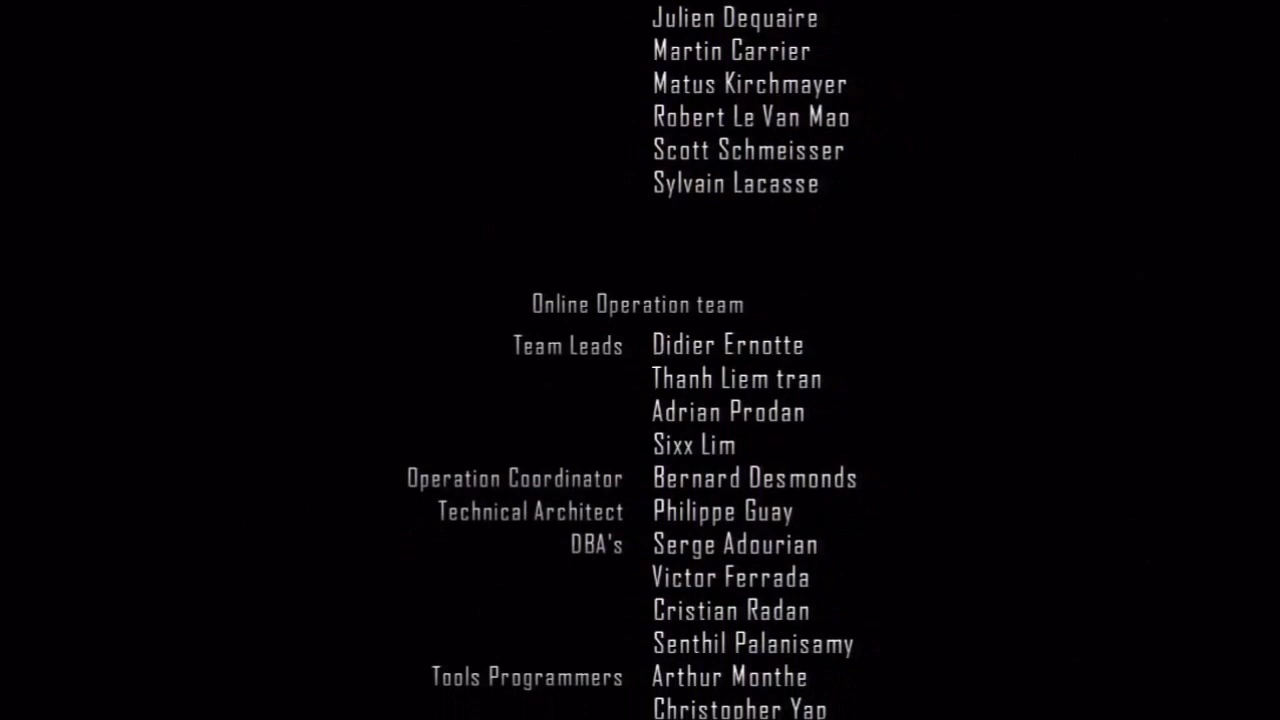 Julien Dequaire
Martin Carrier
Matus Kirchmayer
Robert Le Van Mao
Scott Schmeisser
Sylvain Lacasse
Online Operation team
Team Leads Didier Ernotte
Thanh Liem tran
Adrian Prodan
Sixx Lim
Operation Coordinator Bernard Desmonds
Technical Architect Philippe Guay
DBA's Serge Adourian
Victor Ferrada
Cristian Radan
Senthil Palanisamy
Tools Programmers Arthur Monthe
Christopher Yap